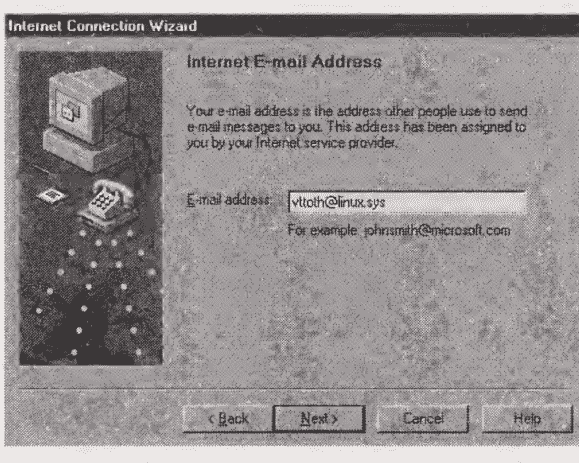 Internet Connection Wizard
Internet E-mail Address
Your e-mail address is the address other people use to send
e-mail messages to you. This address has been assigned to
you by your Internet service provider.
E-mail address: vttoth@linux.sys
For example: johnsmith@microsoft.com
< Back Next > Cancel Help